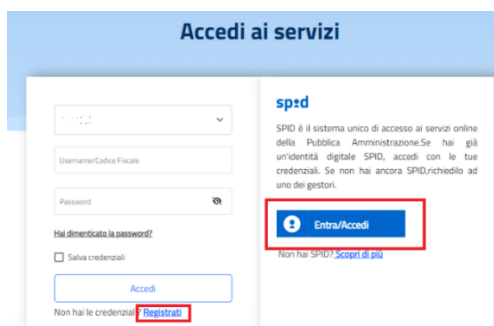 Accedi ai servizi
Username/Codice Fiscale
Password
Hai dimenticato la password?
Salva credenziali
Accedi
Non hai le credenziali? Registrati
spid
SPID è il sistema unico di accesso ai servizi online
della Pubblica Amministrazione.Se hai già
un'identità digitale SPID, accedi con le tue
credenziali. Se non hai ancora SPID,richiedilo ad
uno dei gestori.
Entra/Accedi
Non hai SPID? Scopri di più